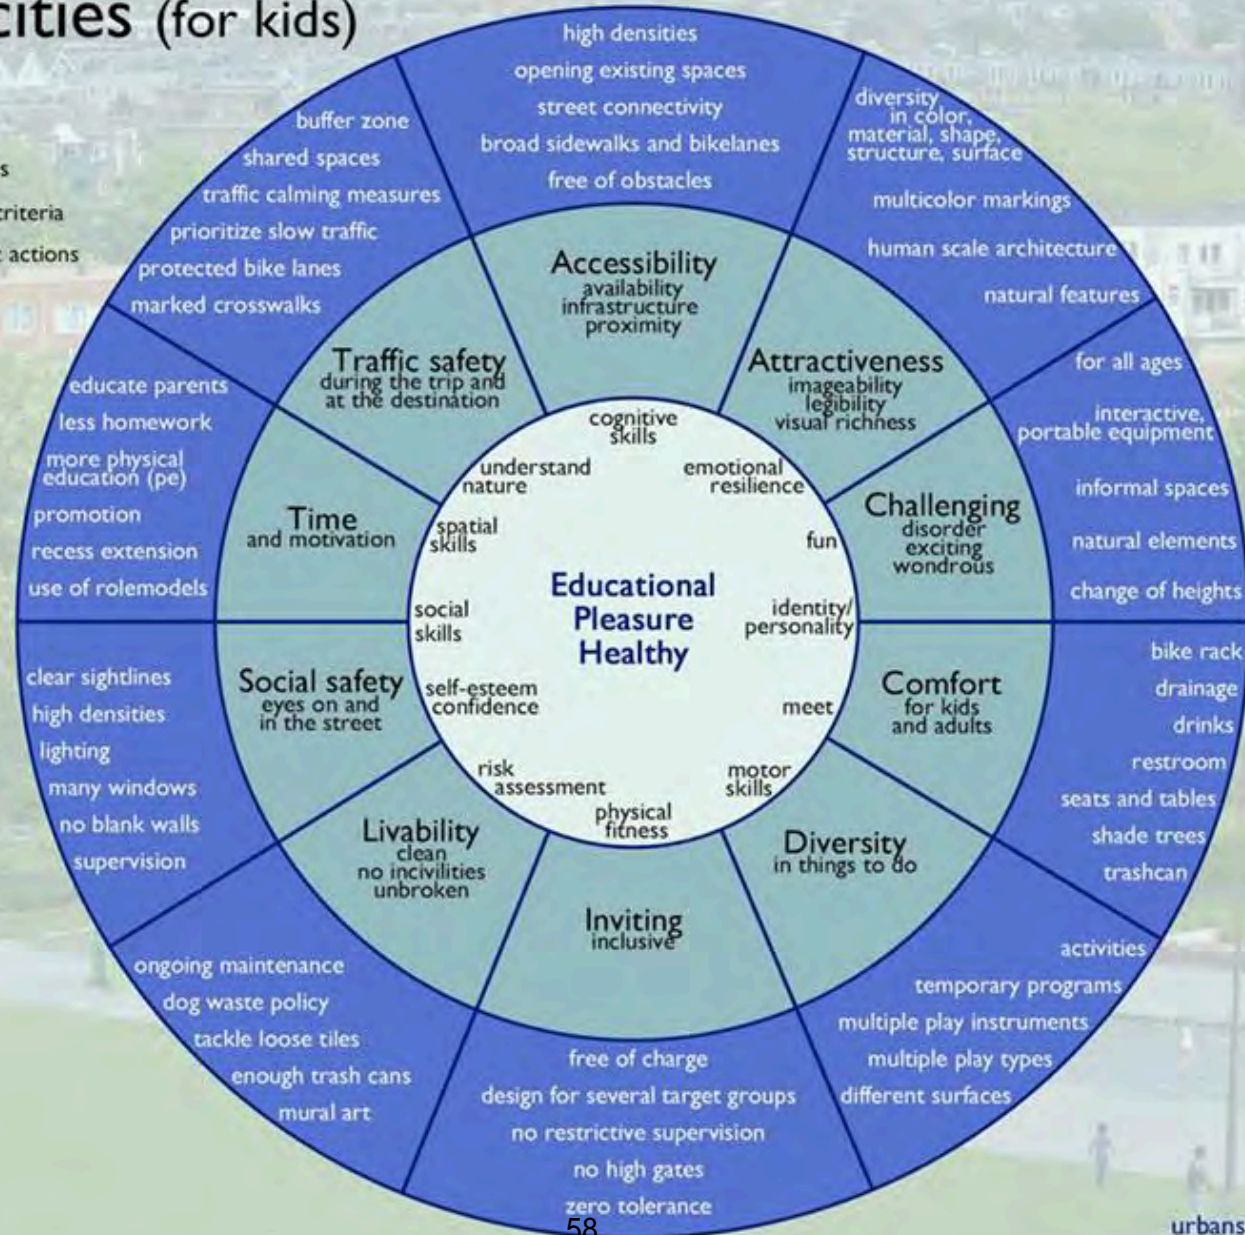 cities (for kids)
s
criteria
actions
high densities
opening existing spaces
street connectivity
broad sidewalks and bikelanes
free of obstacles
Accessibility
availability
infrastructure
proximity
diversity
in color,
material, shape,
structure, surface
multicolor markings
human scale architecture
natural features
Attractiveness
imageability
legibility
visual richness
for all ages
interactive,
portable equipment
informal spaces
natural elements
change of heights
Challenging
disorder
exciting
wondrous
bike rack
drainage
drinks
restroom
seats and tables
shade trees
trashcan
Comfort
for kids
and adults
activities
temporary programs
multiple play instruments
multiple play types
different surfaces
Diversity
in things to do
Inviting
inclusive
free of charge
design for several target groups
no restrictive supervision
no high gates
zero tolerance
Livability
clean
no incivilities
unbroken
ongoing maintenance
dog waste policy
tackle loose tiles
enough trash cans
mural art
Social safety
eyes on and
in the street
clear sightlines
high densities
lighting
many windows
no blank walls
supervision
Time
and motivation
educate parents
less homework
more physical
education (pe)
promotion
recess extension
use of rolemodels
Traffic safety
during the trip and
at the destination
buffer zone
shared spaces
traffic calming measures
prioritize slow traffic
protected bike lanes
marked crosswalks
cognitive
skills
emotional
resilience
fun
identity/
personality
meet
motor
skills
physical
fitness
risk
assessment
self-esteem
confidence
social
skills
spatial
skills
understand
nature
Educational
Pleasure
Healthy
58
urbans